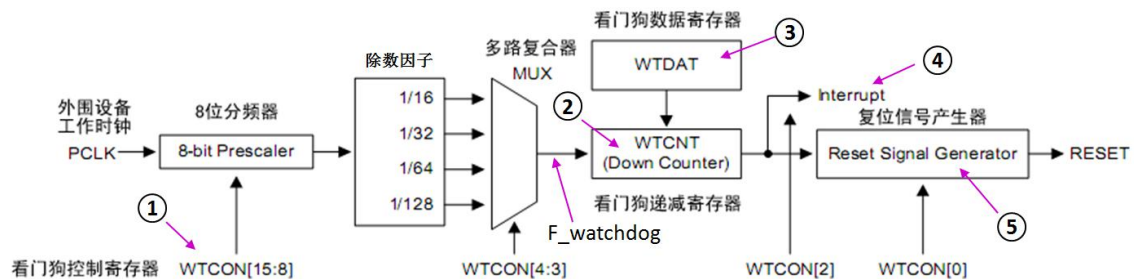 看门狗数据寄存器
③
WTDAT
多路复合器
MUX
除数因子
1/16
1/32
1/64
1/128
外围设备
工作时钟
PCLK
8位分频器
8-bit Prescaler
②
WTCNT
(Down Counter)
看门狗递减寄存器
F_watchdog
④
Interrupt
复位信号产生器
Reset Signal Generator
RESET
⑤
①
看门狗控制寄存器
WTCON[15:8]
WTCON[4:3]
WTCON[2]
WTCON[0]